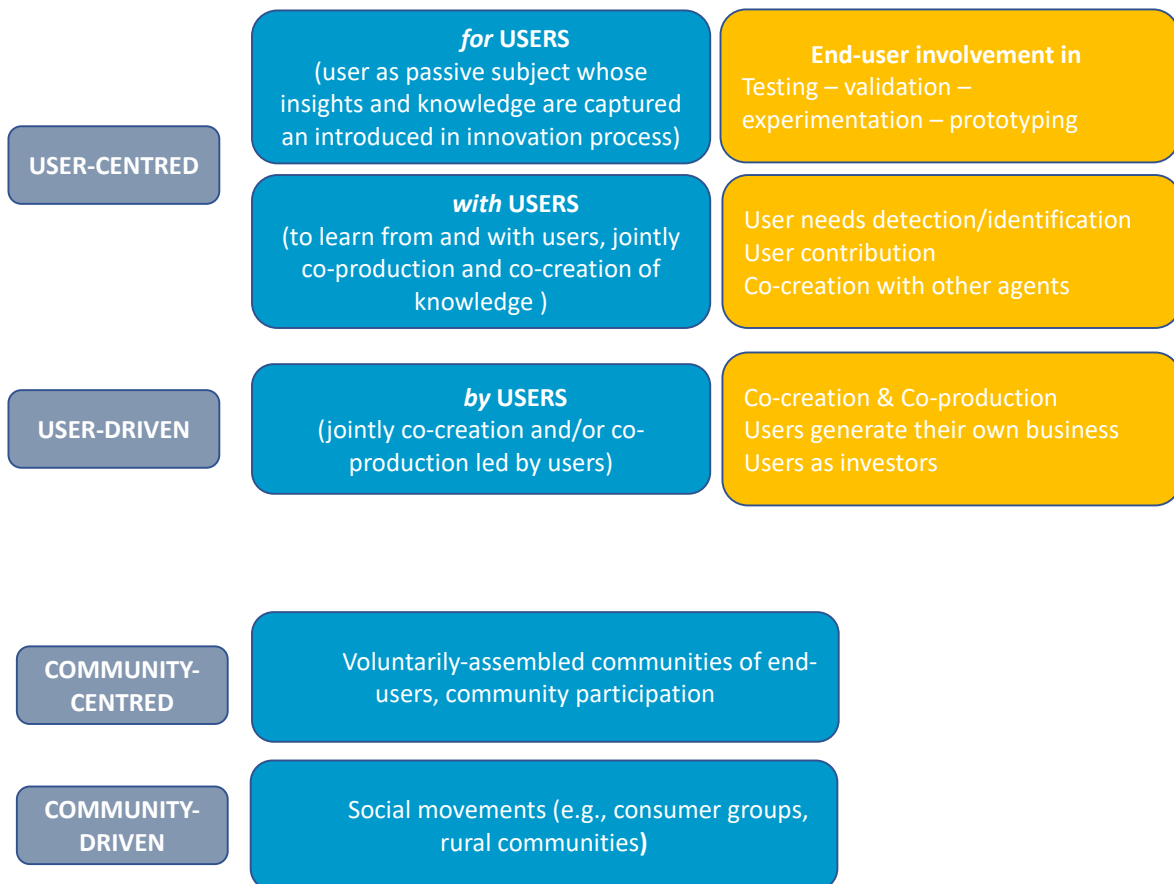 for USERS
(user as passive subject whose
insights and knowledge are captured
an introduced in innovation process)
End-user involvement in
Testing – validation –
experimentation – prototyping
USER-CENTRED
with USERS
(to learn from and with users, jointly
co-production and co-creation of
knowledge )
User needs detection/identification
User contribution
Co-creation with other agents
USER-DRIVEN
by USERS
(jointly co-creation and/or co-
production led by users)
Co-creation & Co-production
Users generate their own business
Users as investors
COMMUNITY-
CENTRED
Voluntarily-assembled communities of end-
users, community participation
COMMUNITY-
DRIVEN
Social movements (e.g., consumer groups,
rural communities)